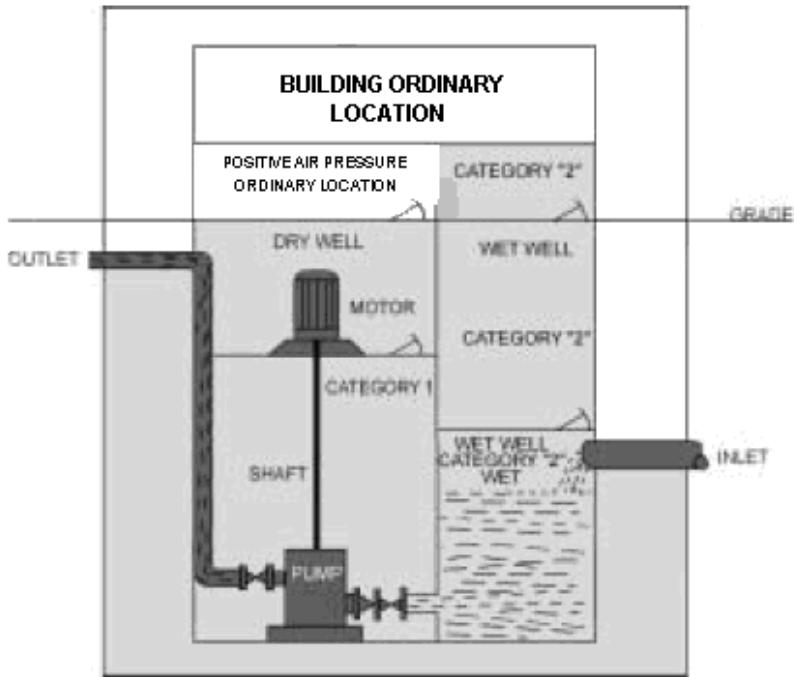 BUILDING ORDINARY
LOCATION
POSITIVE AIR PRESSURE
ORDINARY LOCATION
CATEGORY "2"
GRADE
DRY WELL
WET WELL
OUTLET
MOTOR
CATEGORY "2"
CATEGORY 1
WET WELL
CATEGORY "2"
WET
INLET
SHAFT
PUMP